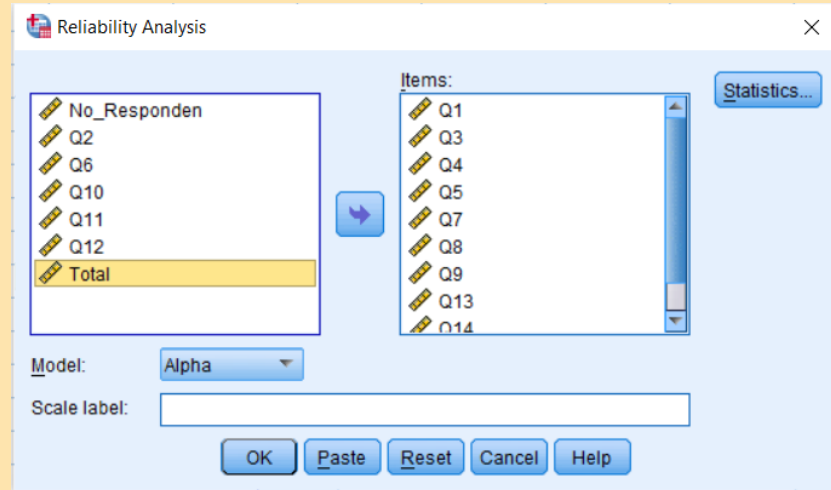 Reliability Analysis
Items:
Statistics...
No_Responden
Q2
Q6
Q10
Q11
Q12
Total
Q1
Q3
Q4
Q5
Q7
Q8
Q9
Q13
Q14
Model:
Alpha
Scale label:
OK
Paste
Reset
Cancel
Help